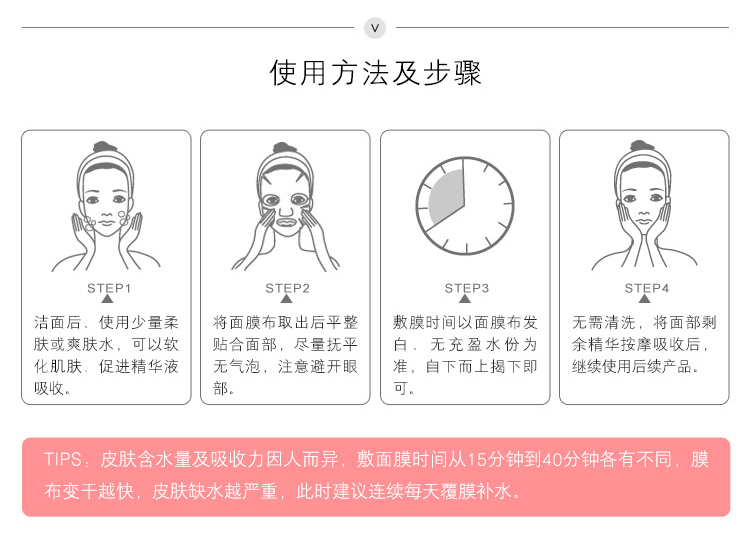 V
使用方法及步骤
STEP1
洁面后、使用少量柔
肤或爽肤水，可以软
化肌肤、促进精华液
吸收。
STEP2
将面膜布取出后平整
贴合面部，尽量抚平
无气泡，注意避开眼
部。
STEP3
敷膜时间以面膜布发
白、无充盈水份为
准，自下而上揭下即
可。
STEP4
无需清洗，将面部剩
余精华按摩吸收后，
继续使用后续产品。
TIPS：皮肤含水量及吸收力因人而异，敷面膜时间从15分钟到40分钟各有不同，膜
布变干越快，皮肤缺水越严重，此时建议连续每天覆膜补水。